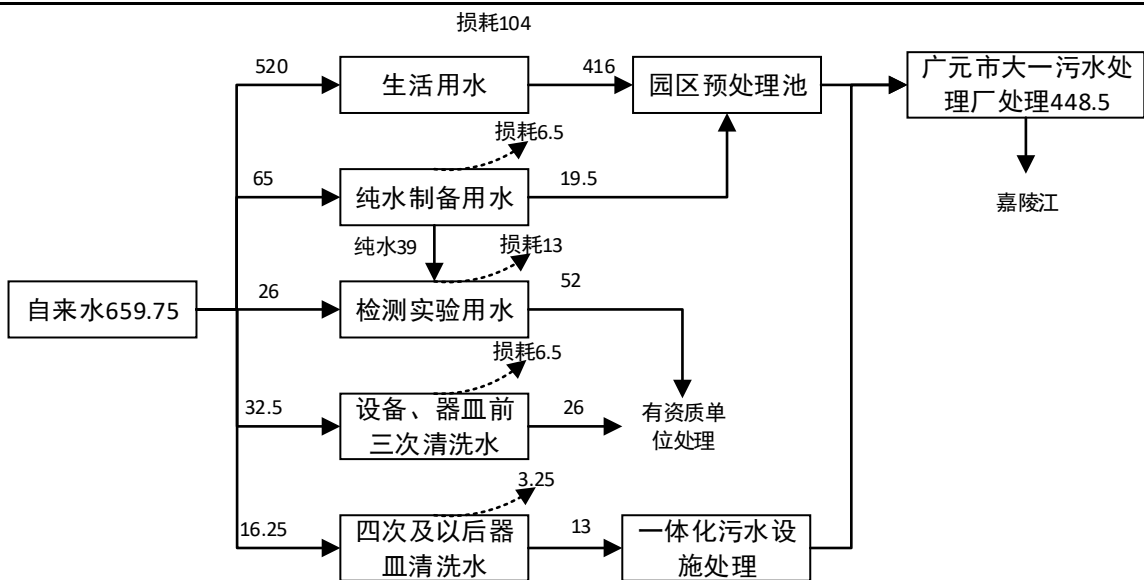 损耗104
520
生活用水
416
园区预处理池
广元市大一污水处
理厂处理448.5
损耗6.5
65
纯水制备用水
19.5
嘉陵江
纯水39
损耗13
自来水659.75
26
检测实验用水
52
损耗6.5
32.5
设备、器皿前
三次清洗水
26
有资质单
位处理
3.25
16.25
四次及以后器
皿清洗水
13
一体化污水设
施处理